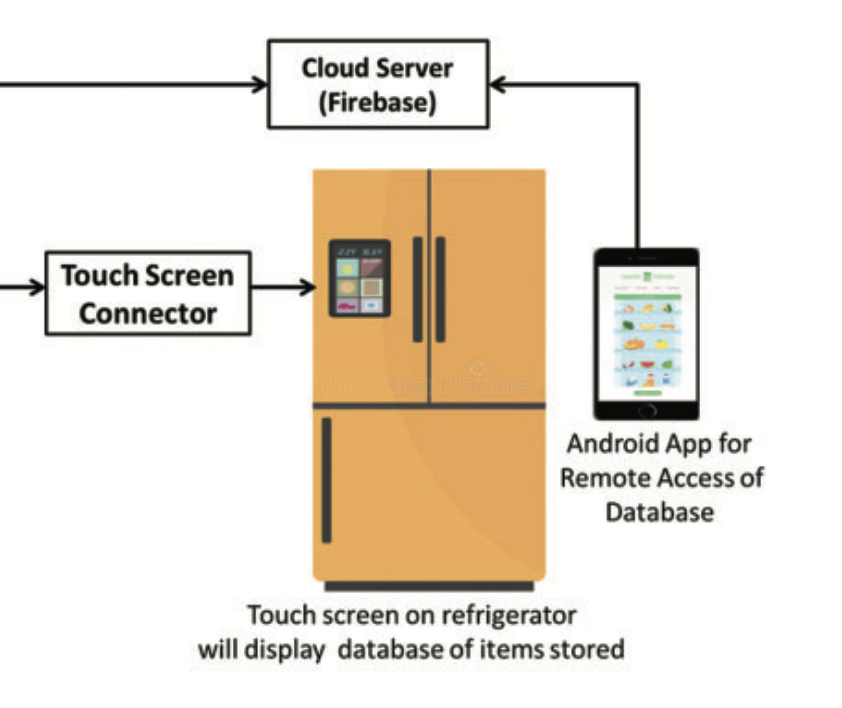 Cloud Server
(Firebase)
Touch Screen
Connector
Android App for
Remote Access of
Database
Touch screen on refrigerator
will display database of items stored